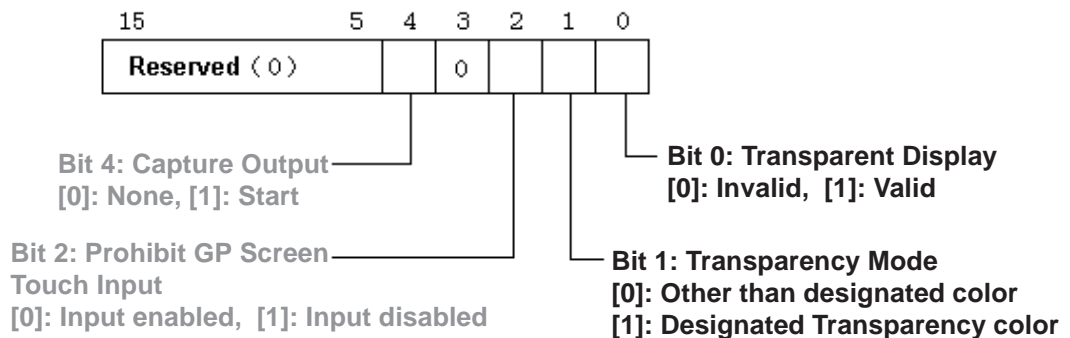 15 5 4 3 2 1 0
Reserved (0) 0
Bit 4: Capture Output
[0]: None, [1]: Start
Bit 0: Transparent Display
[0]: Invalid, [1]: Valid
Bit 2: Prohibit GP Screen
Touch Input
[0]: Input enabled, [1]: Input disabled
Bit 1: Transparency Mode
[0]: Other than designated color
[1]: Designated Transparency color